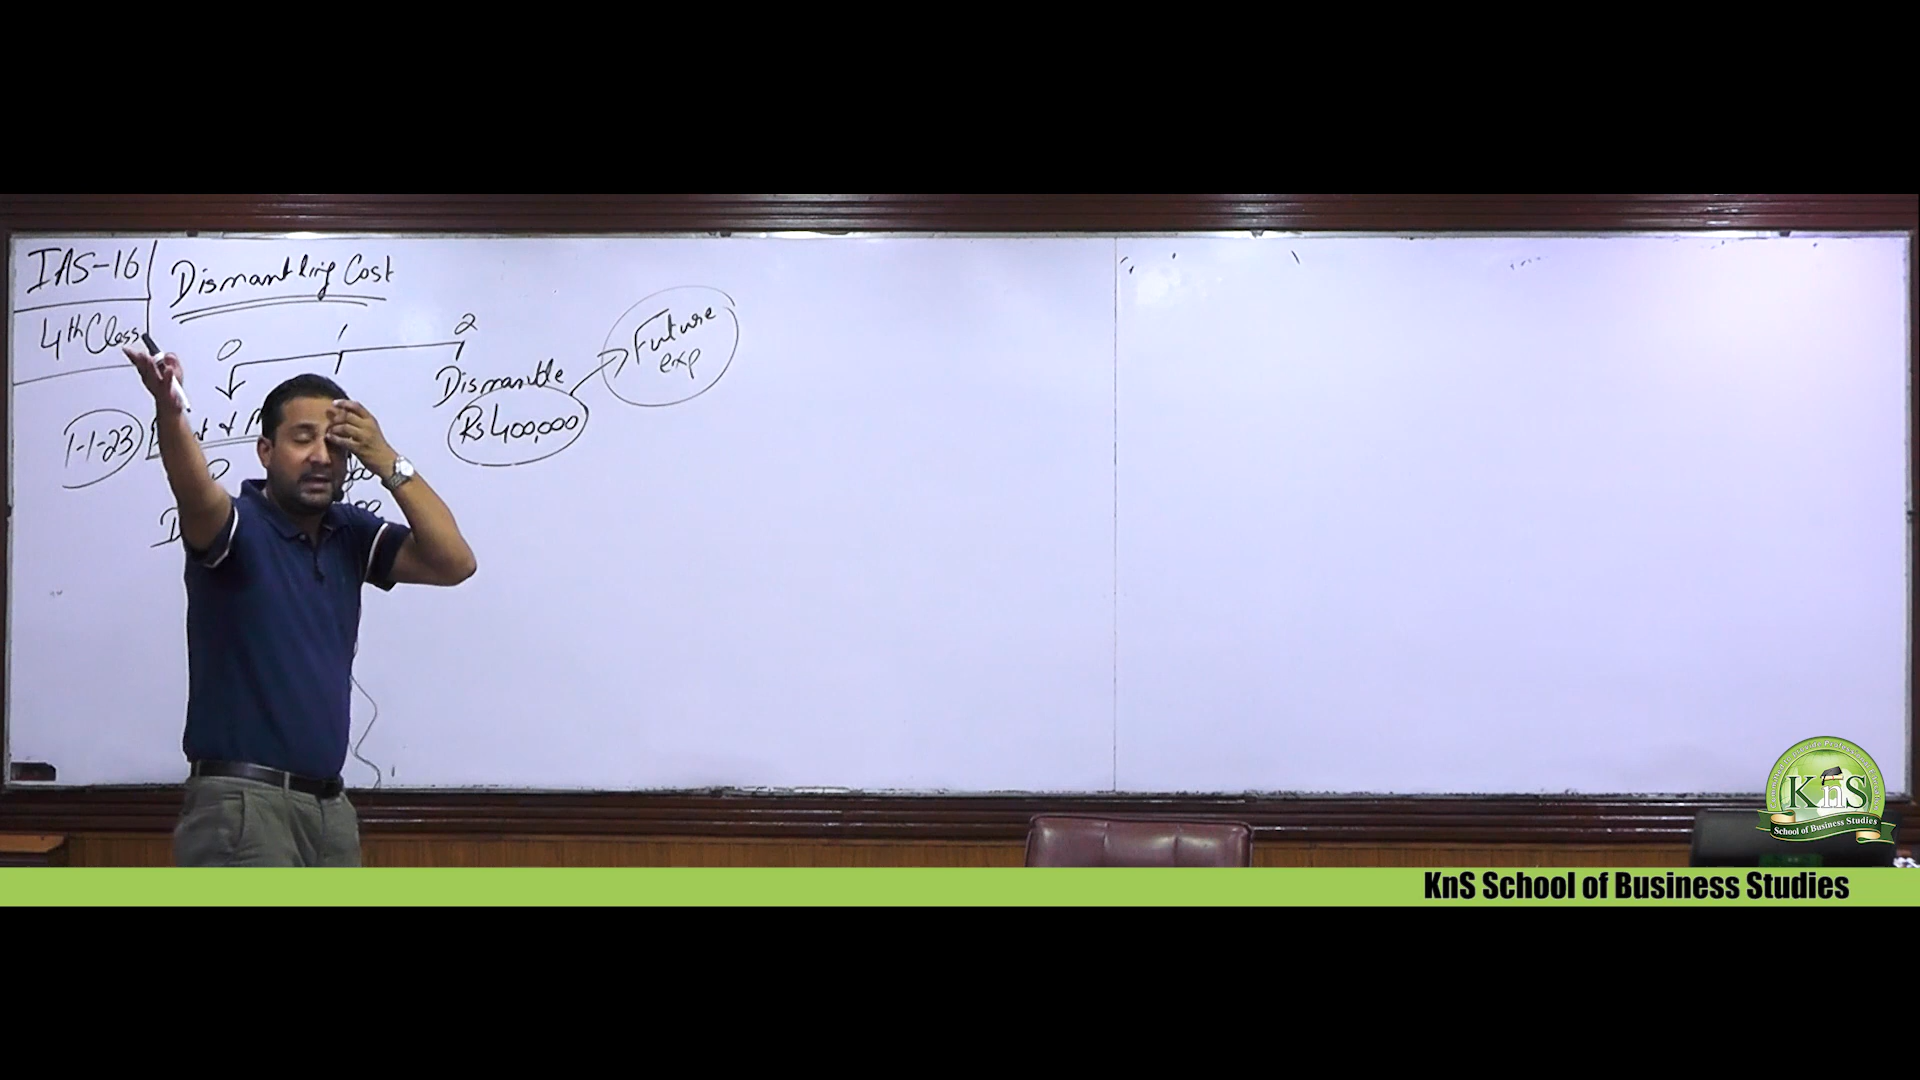 IAS-16
Dismantling Cost
4th Class
0 1 2
Future
exp
Dismantle
Rs 400,000
1-1-23
KnS
School of Business Studies
KnS School of Business Studies